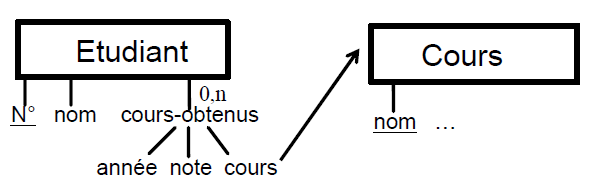 Etudiant
Cours
0,n
N° nom cours-obtenus
nom ...
année note cours